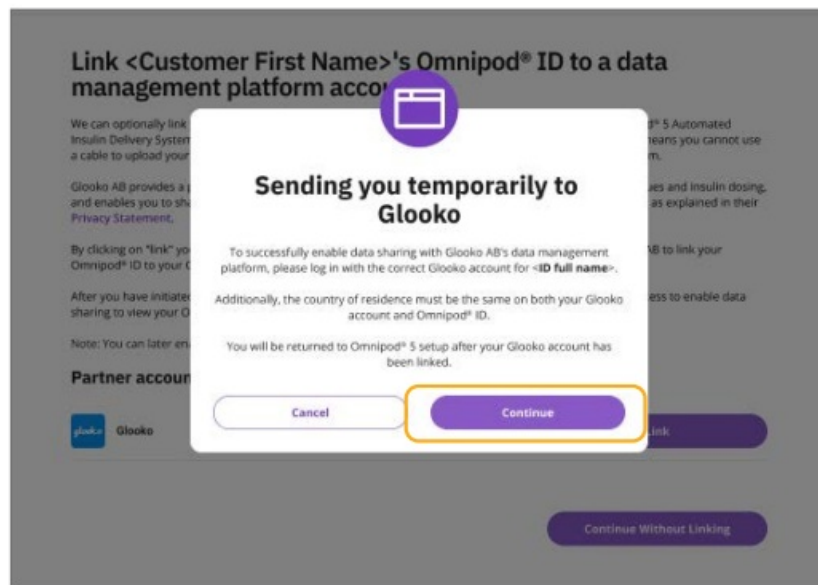 Link <Customer First Name>'s Omnipod® ID to a data
management platform accou
We can optionally link
5 Automated
Insulin Delivery System
means you cannot use
a cable to upload your
Glooko AB provides a
ues and Insulin dosing,
and enables you to sha
as explained in their
Privacy Statement.
By clicking on "link" yo
AB to link your
Omnipod® ID to your
After you have initiated
ess to enable data
sharing to view your O
Note: You can later en
Partner accoun
glooko Glooko
Link
Continue Without Linking
Sending you temporarily to
Glooko
To successfully enable data sharing with Glooko AB's data management
platform, please log in with the correct Glooko account for <ID full name>.
Additionally, the country of residence must be the same on both your Glooko
account and Omnipod® ID.
You will be returned to Omnipod® 5 setup after your Glooko account has
been linked.
Cancel
Continue